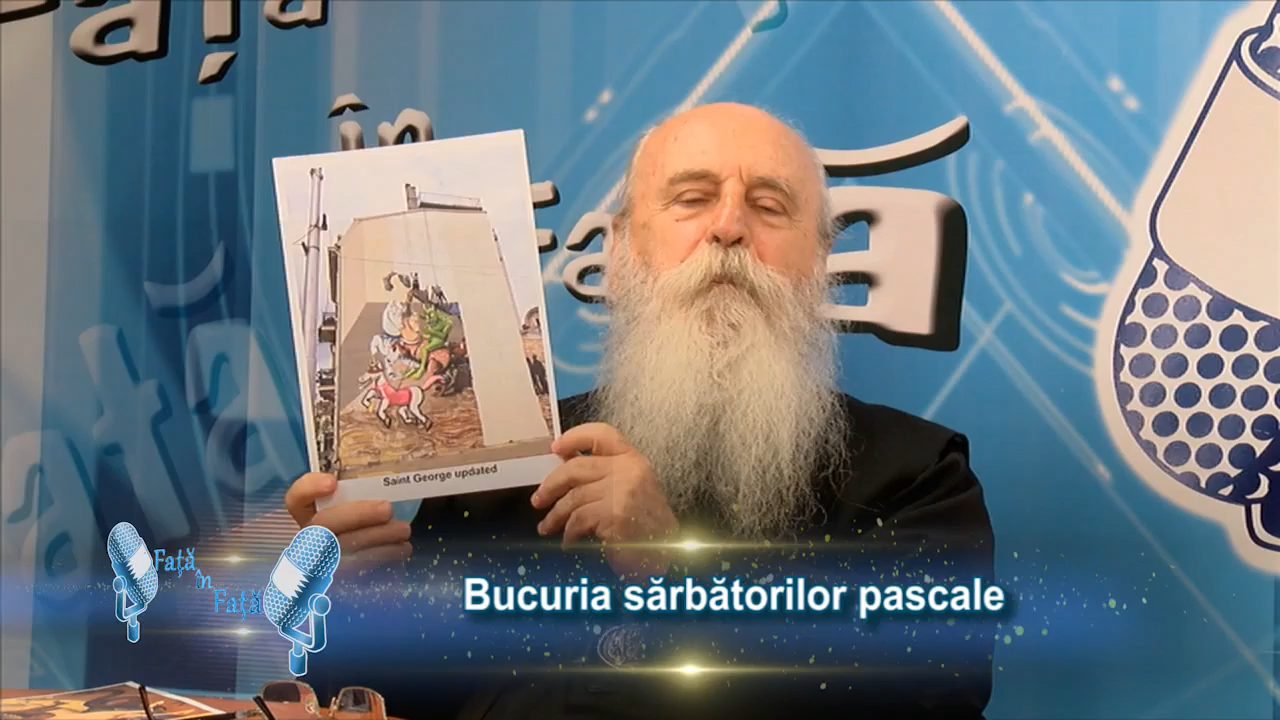 Față
în
Față
Saint George updated
Față
în
Față
Bucuria sărbătorilor pascale